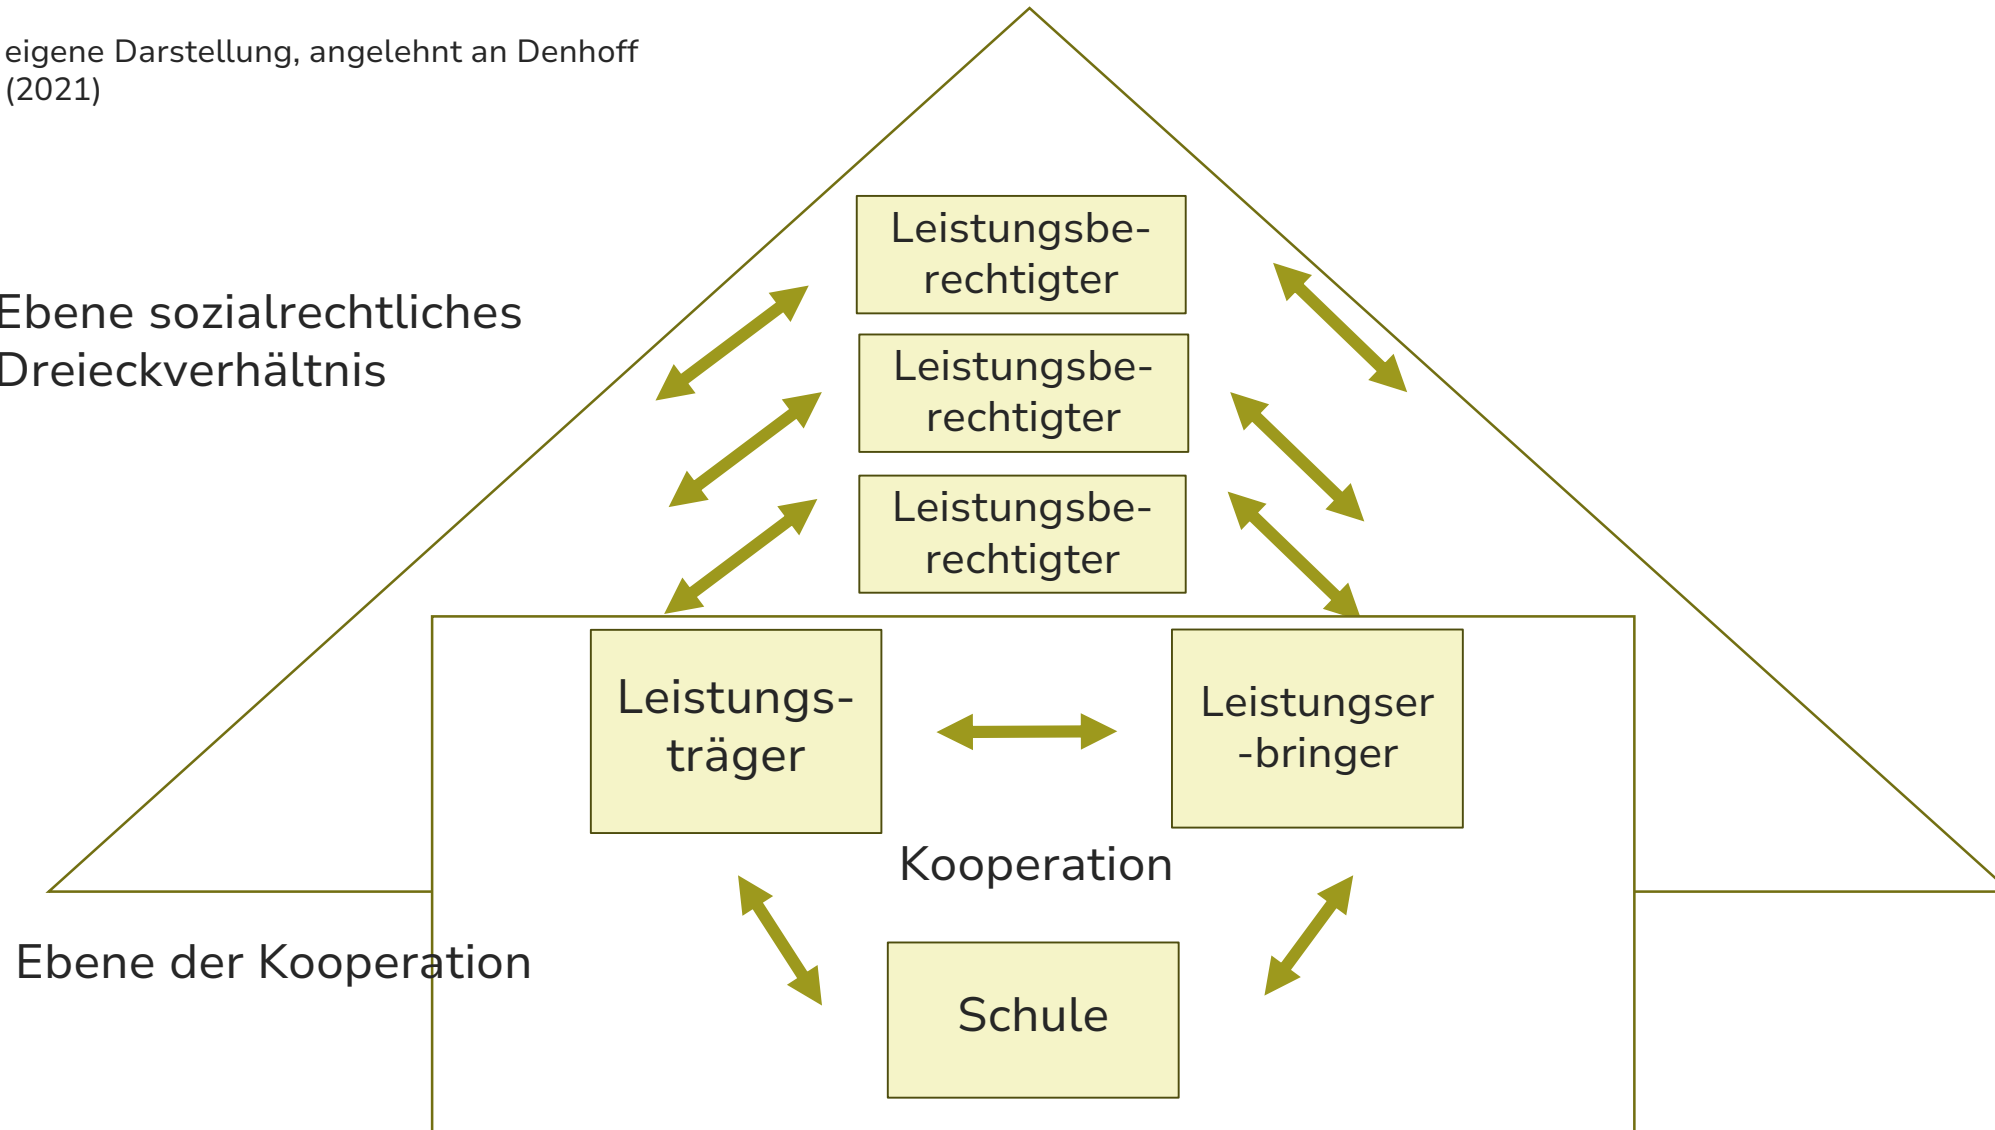 eigene Darstellung, angelehnt an Denhoff
(2021)
Leistungsbe-
rechtigter
Ebene sozialrechtliches
Dreieckverhältnis
Leistungsbe-
rechtigter
Leistungsbe-
rechtigter
Leistungs-
träger
Leistungser
-bringer
Kooperation
Ebene der Kooperation
Schule